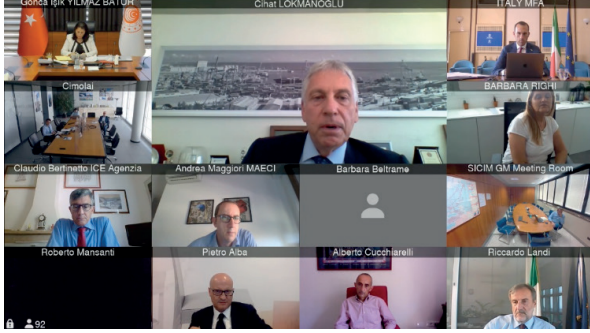 Gonca Işık YILMAZ BATUR
Cihat LOKMANOĞLU
ITALY MFA
Cimolai
BARBARA RIGHI
Claudio Bertinetto ICE Agenzia
Andrea Maggiori MAECI
Barbara Beltrame
SICIM GM Meeting Room
Roberto Mansanti
Pietro Alba
Alberto Cucchiarelli
Riccardo Landi
92